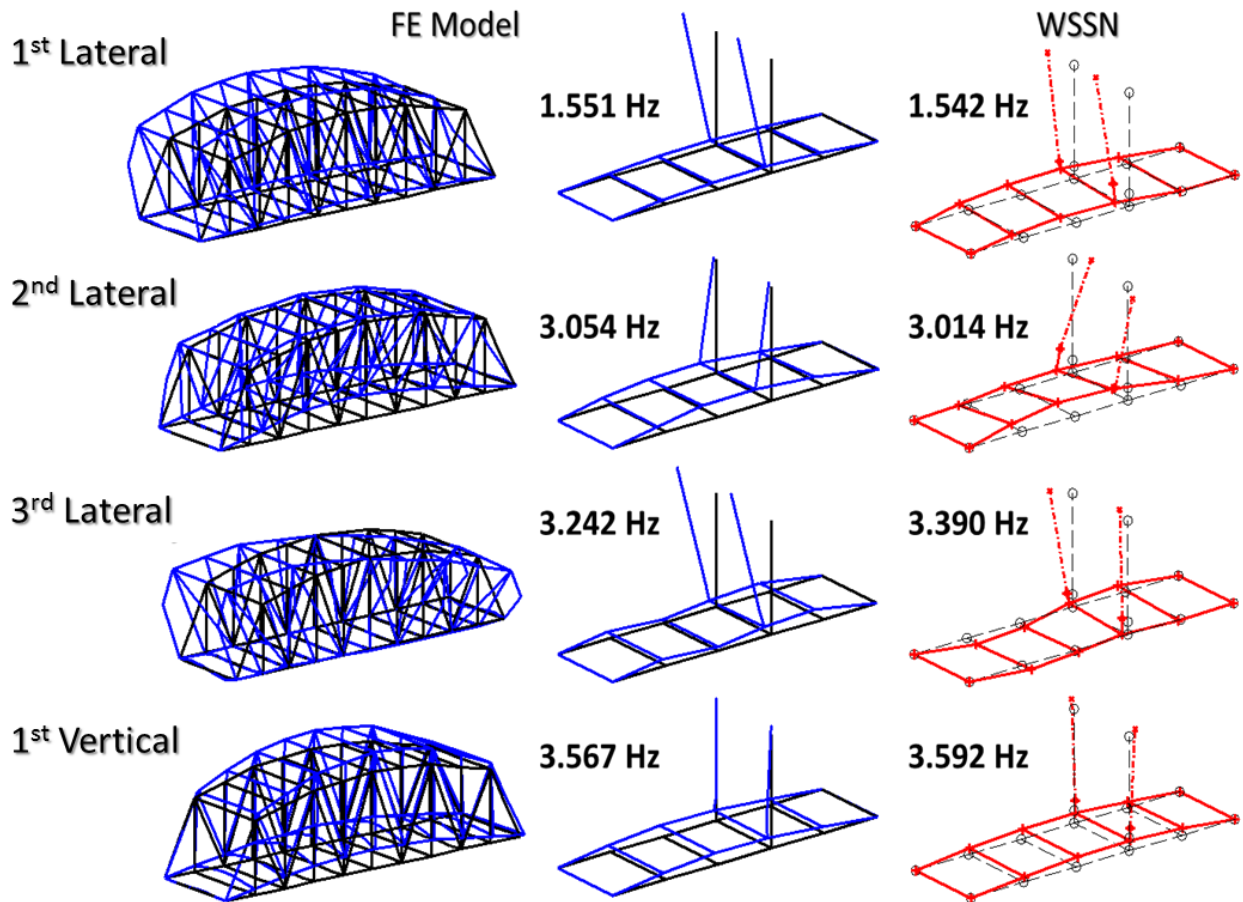 FE Model
WSSN
1st Lateral
1.551 Hz
1.542 Hz
2nd Lateral
3.054 Hz
3.014 Hz
3rd Lateral
3.242 Hz
3.390 Hz
1st Vertical
3.567 Hz
3.592 Hz